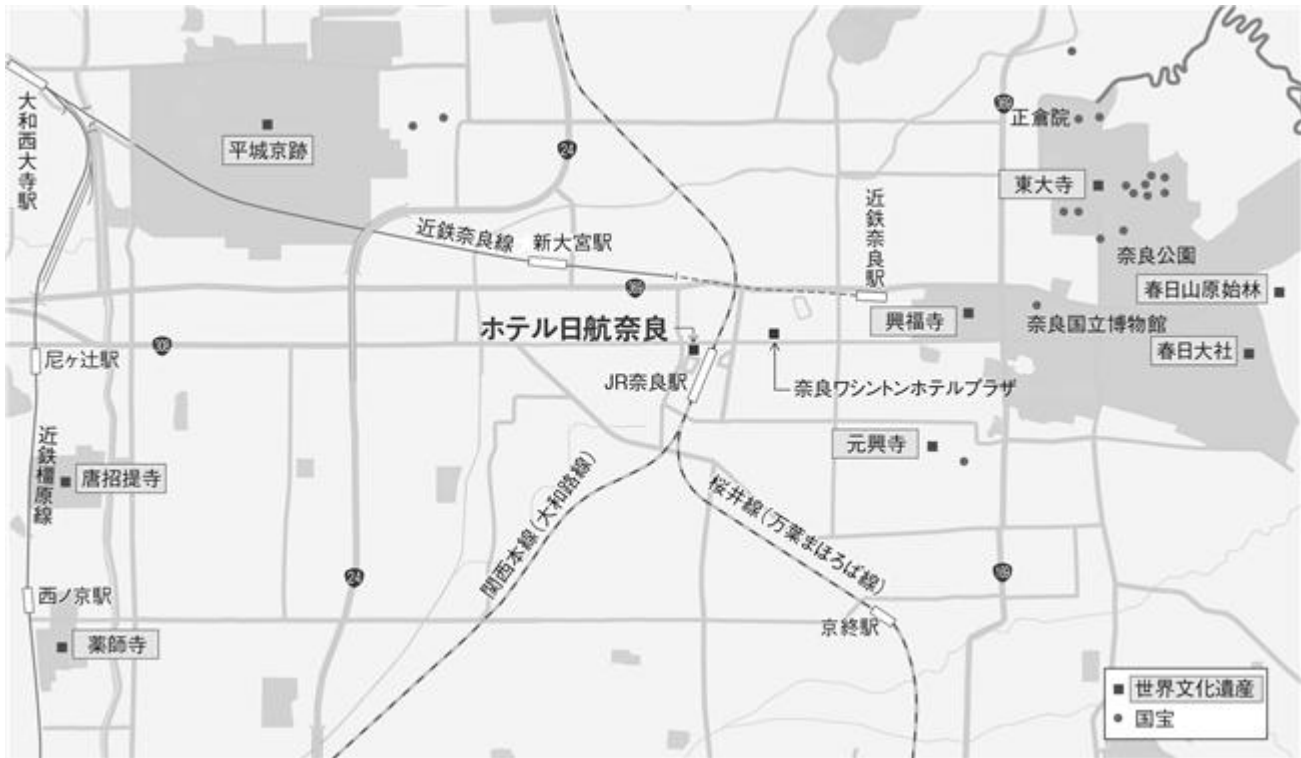 大和西大寺駅
平城京跡
24
169
正倉院
東大寺
近鉄奈良線
新大宮駅
近鉄奈良駅
奈良公園
春日山原始林
興福寺
奈良国立博物館
春日大社
ホテル日航奈良
尼ヶ辻駅
JR奈良駅
奈良ワシントンホテルプラザ
近鉄橿原線
唐招提寺
元興寺
関西本線(大和路線)
桜井線(万葉まほろば線)
24
169
西ノ京駅
薬師寺
京終駅
世界文化遺産
国宝